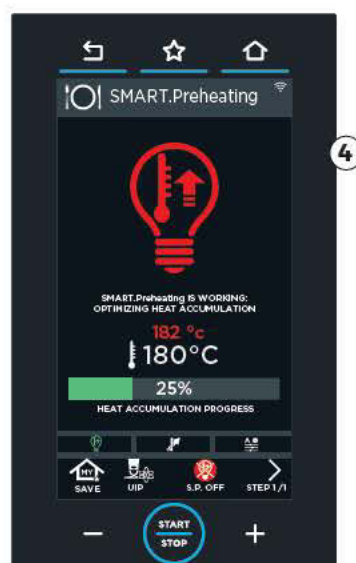 SMART.Preheating
4
SMART.Preheating IS WORKING:
OPTIMIZING HEAT ACCUMULATION
182 °c
180°C
25%
HEAT ACCUMULATION PROGRESS
MY
SAVE UIP S.P. OFF STEP 1/1
START
STOP